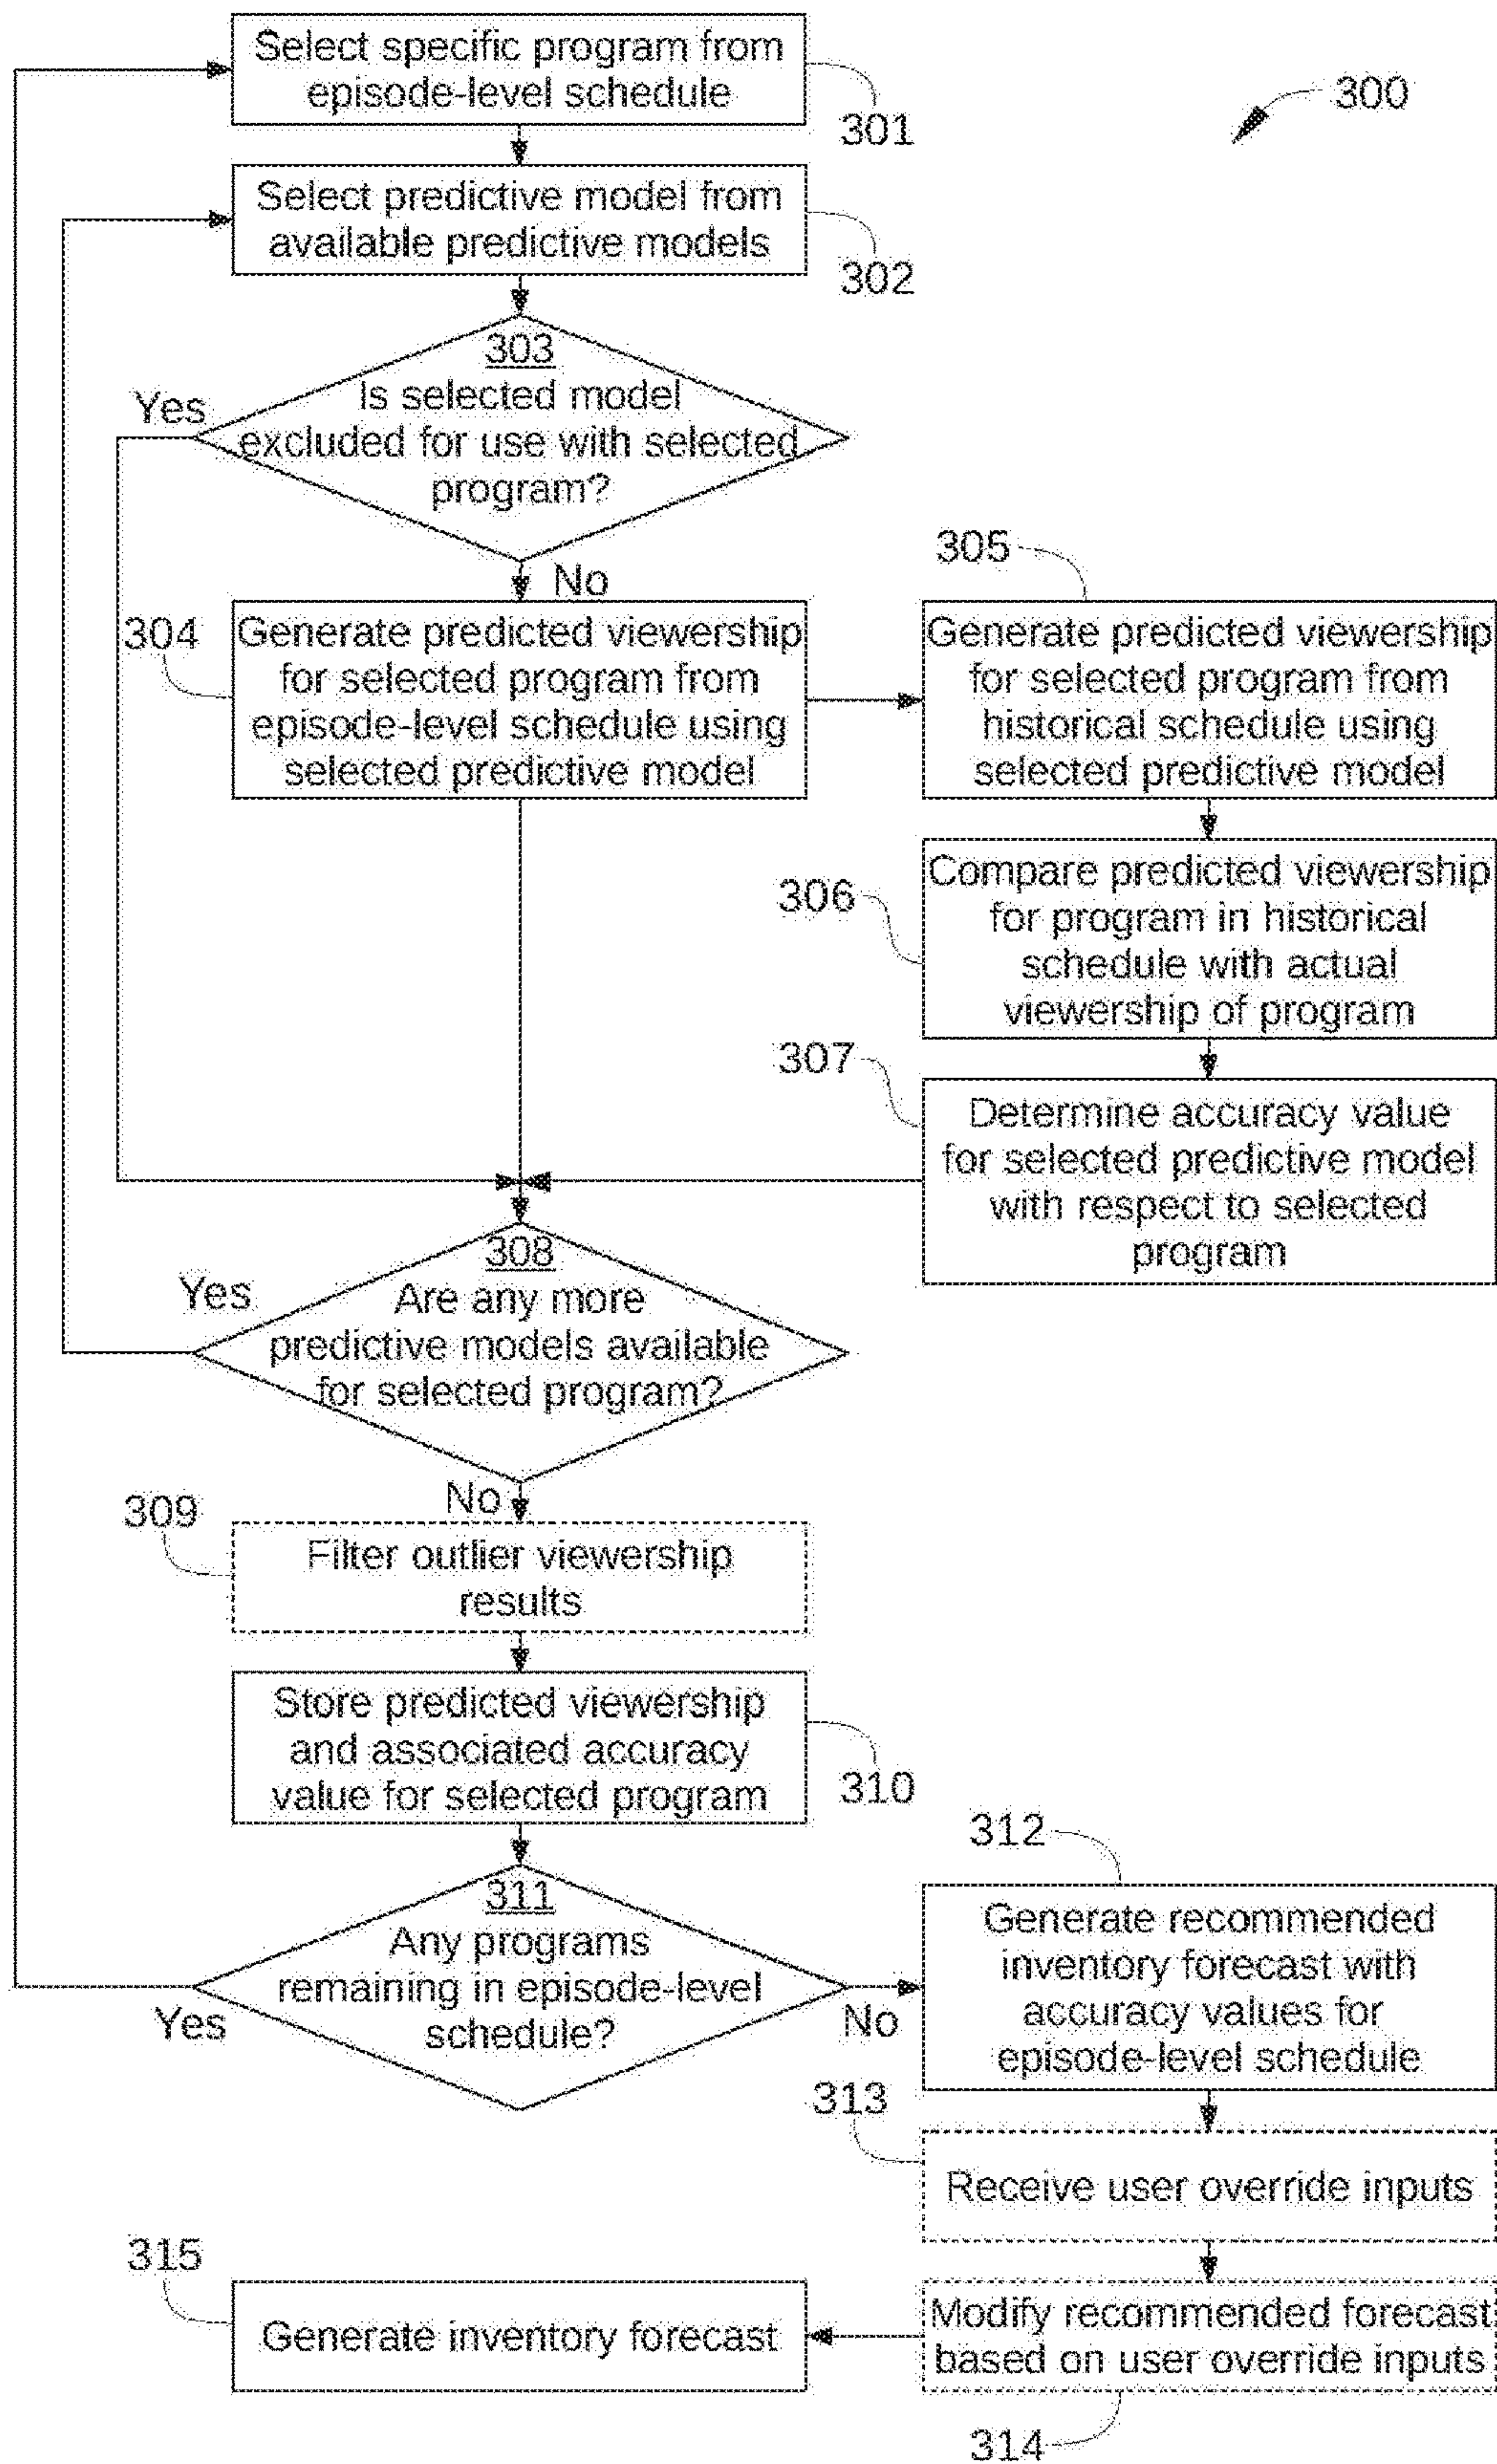 Select specific program from
episode-level schedule
301
300
Select predictive model from
available predictive models
302
303
Is selected model
excluded for use with selected
program?
Yes
No
304
Generate predicted viewership
for selected program from
episode-level schedule using
selected predictive model
305
Generate predicted viewership
for selected program from
historical schedule using
selected predictive model
306
Compare predicted viewership
for program in historical
schedule with actual
viewership of program
307
Determine accuracy value
for selected predictive model
with respect to selected
program
308
Are any more
predictive models available
for selected program?
Yes
No
309
Filter outlier viewership
results
Store predicted viewership
and associated accuracy
value for selected program
310
311
Any programs
remaining in episode-level
schedule?
Yes
No
312
Generate recommended
inventory forecast with
accuracy values for
episode-level schedule
313
Receive user override inputs
Modify recommended forecast
based on user override inputs
314
315
Generate inventory forecast